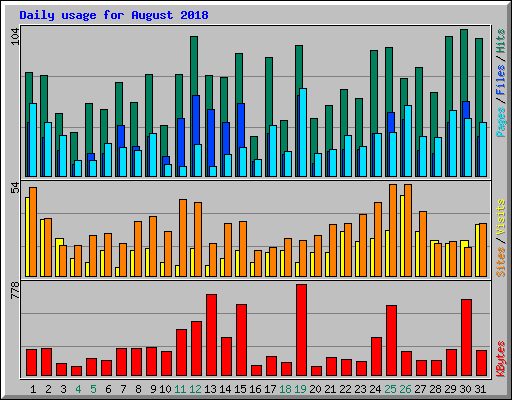 Daily usage for August 2018
104
54
778
Pages / Files / Hits
Sites / Visits
KBytes
1 2 3 4 5 6 7 8 9 10 11 12 13 14 15 16 17 18 19 20 21 22 23 24 25 26 27 28 29 30 31